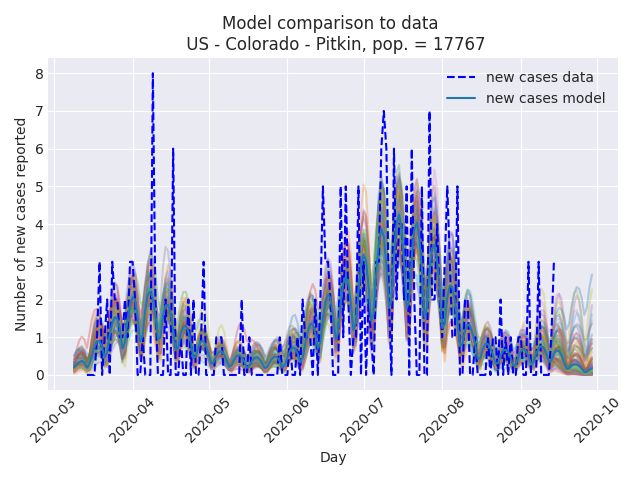 Model comparison to data
US - Colorado - Pitkin, pop. = 17767
new cases data
new cases model
Number of new cases reported
8
7
6
5
4
3
2
1
0
2020-03
2020-04
2020-05
2020-06
2020-07
2020-08
2020-09
2020-10
Day